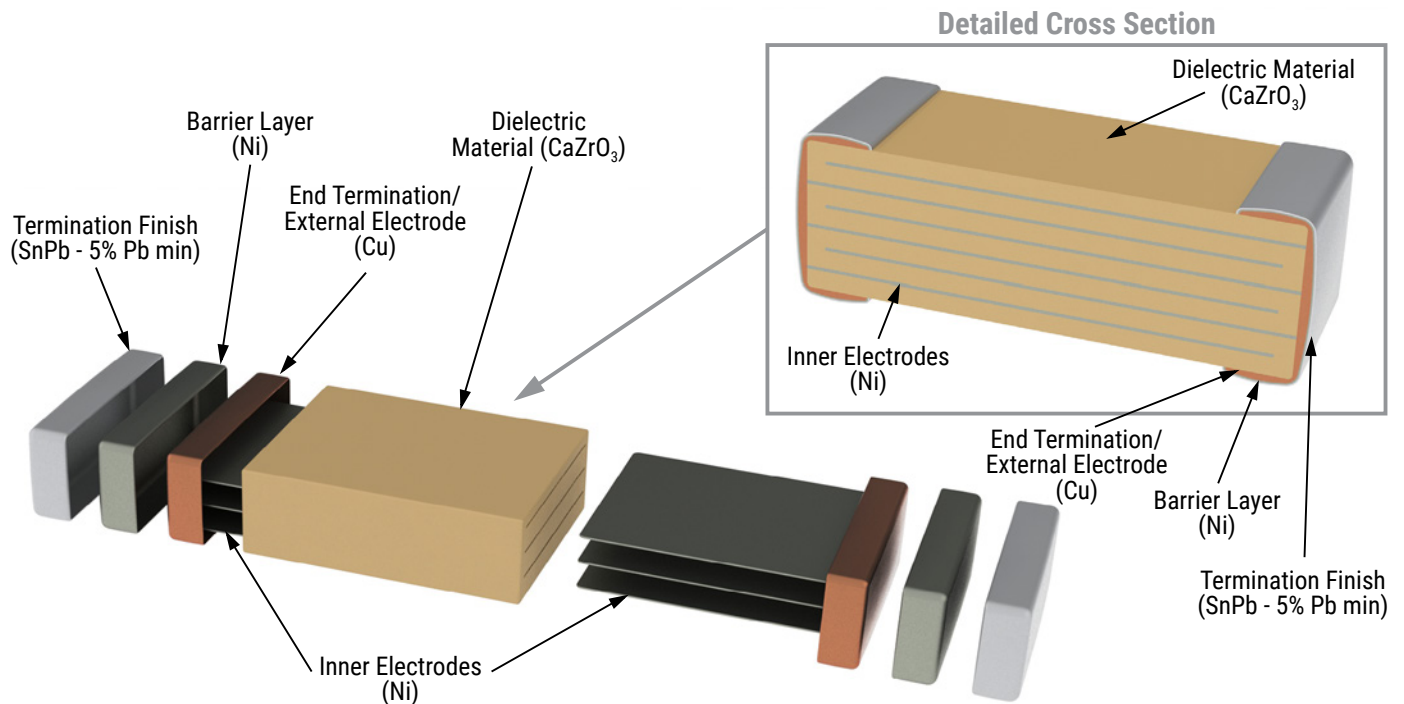 Detailed Cross Section
Dielectric Material
(CaZrO₃)
Barrier Layer
(Ni)
Dielectric
Material (CaZrO₃)
End Termination/
External Electrode
(Cu)
Termination Finish
(SnPb - 5% Pb min)
Inner Electrodes
(Ni)
End Termination/
External Electrode
(Cu)
Barrier Layer
(Ni)
Termination Finish
(SnPb - 5% Pb min)
Inner Electrodes
(Ni)